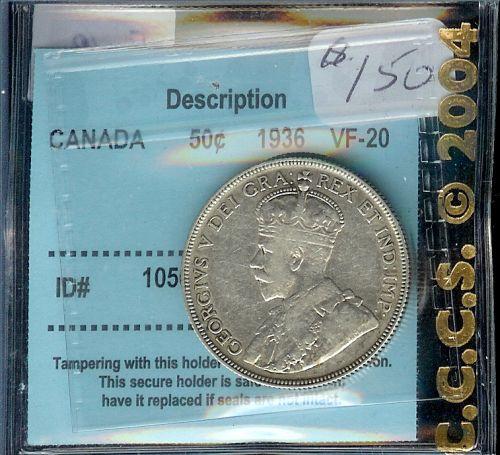 150
Description
CANADA 50¢ 1936 VF-20
GEORGIVS V DEI GRA: REX ET IND: IMP:
ID# 105
Tampering with this holder
This secure holder is
have it replaced if seals are not intact.
C.C.C.S. © 2004